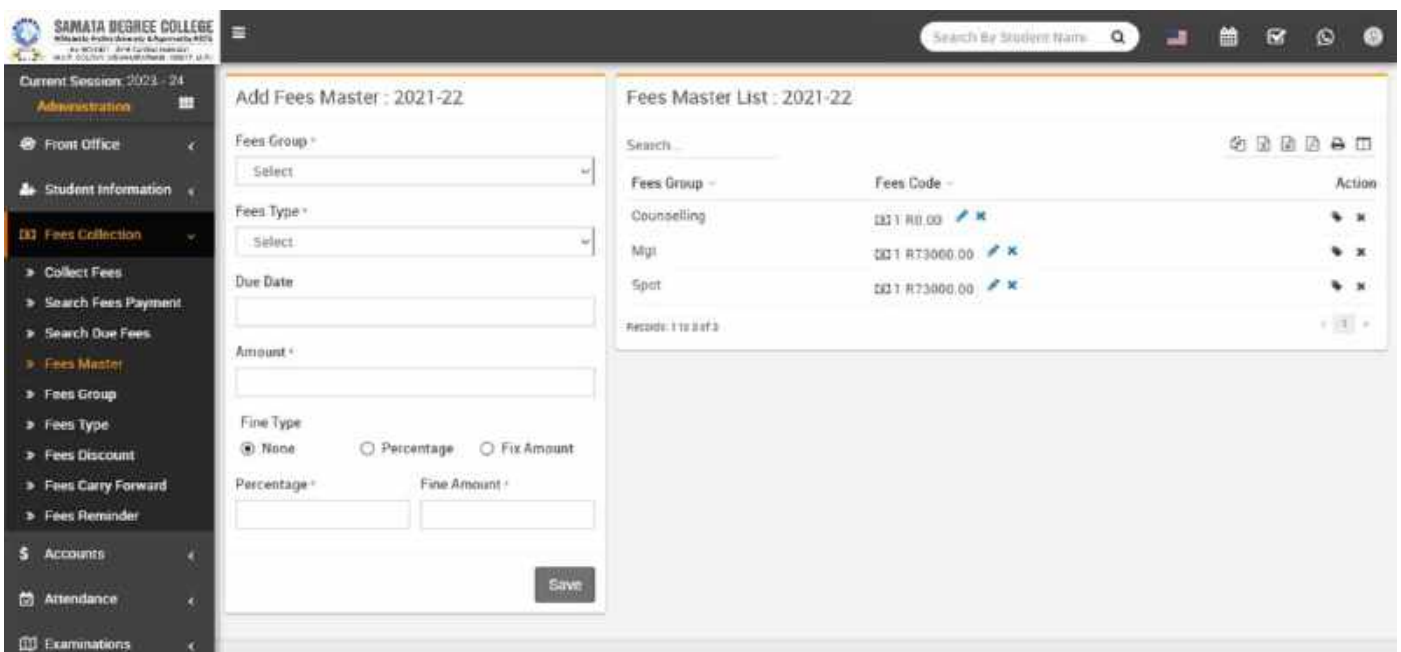 SAMATA DEGREE COLLEGE
Search By Student Name
Current Session: 2023 - 24
Administration
Front Office
Student Information
Fees Collection
Collect Fees
Search Fees Payment
Search Due Fees
Fees Master
Fees Group
Fees Type
Fees Discount
Fees Carry Forward
Fees Reminder
$ Accounts
Attendance
Examinations
Add Fees Master : 2021-22
Fees Group *
Select
Fees Type *
Select
Due Date
Amount *
Fine Type
None Percentage Fix Amount
Percentage * Fine Amount *
Save
Fees Master List : 2021-22
Search...
Fees Group Fees Code Action
Counselling 1 R0.00
Mgt 1 R73000.00
Spot 1 R73000.00
Records: 1 to 3 of 3
1